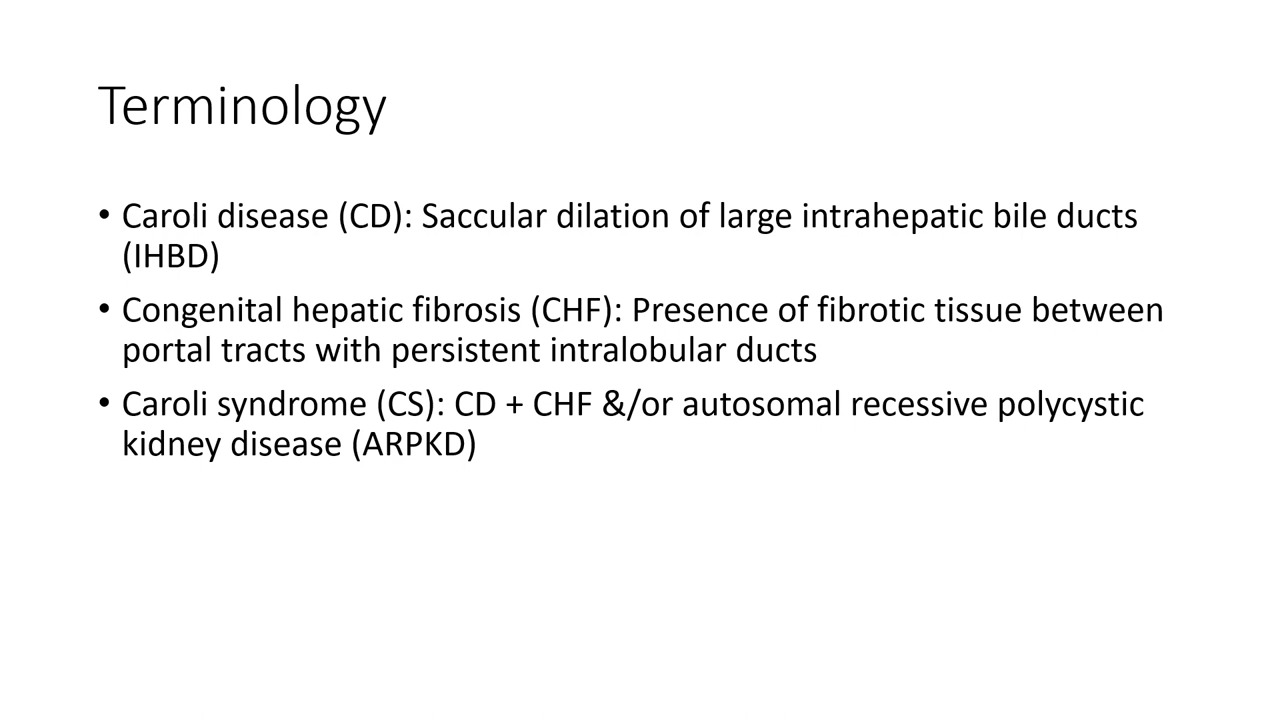 Terminology
• Caroli disease (CD): Saccular dilation of large intrahepatic bile ducts
(IHBD)
• Congenital hepatic fibrosis (CHF): Presence of fibrotic tissue between
portal tracts with persistent intralobular ducts
• Caroli syndrome (CS): CD + CHF &/or autosomal recessive polycystic
kidney disease (ARPKD)